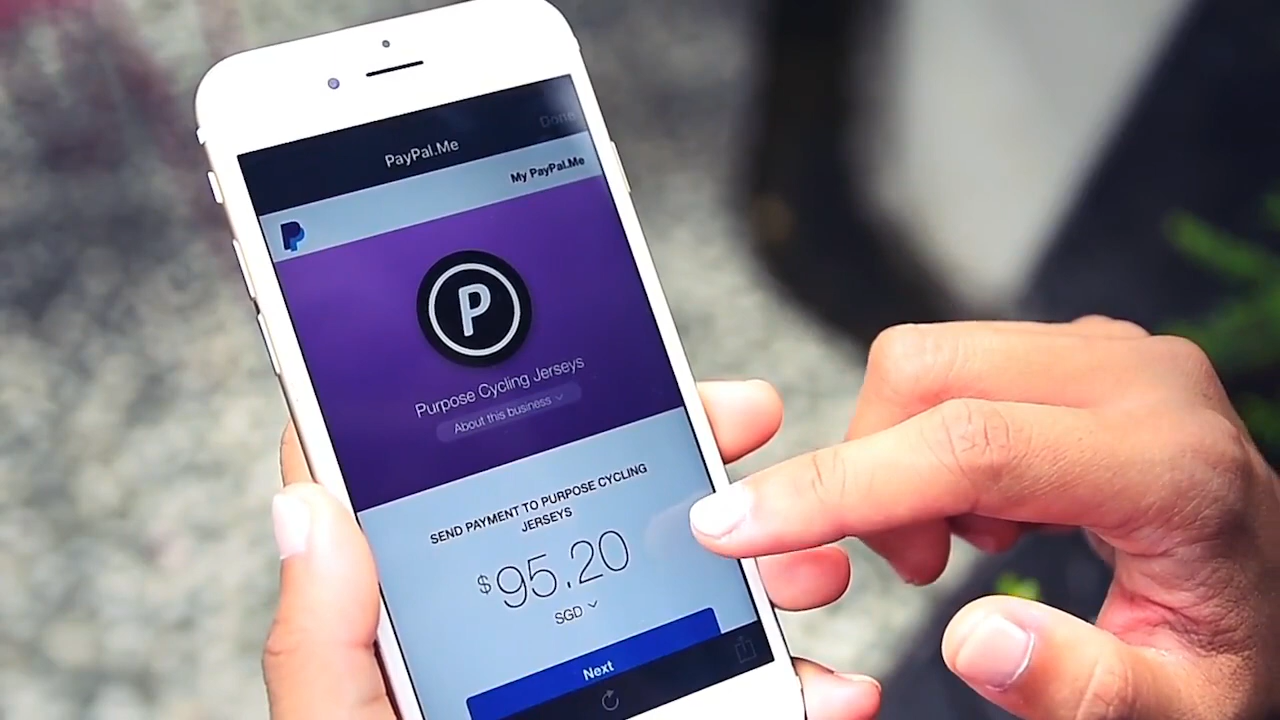 Done
PayPal.Me
My PayPal.Me
P
Purpose Cycling Jerseys
About this business
SEND PAYMENT TO PURPOSE CYCLING
JERSEYS
$95.20
SGD
Next